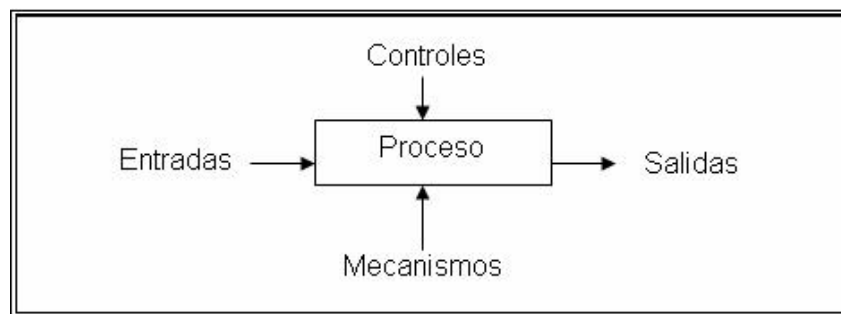 Controles
Proceso
Entradas
Salidas
Mecanismos